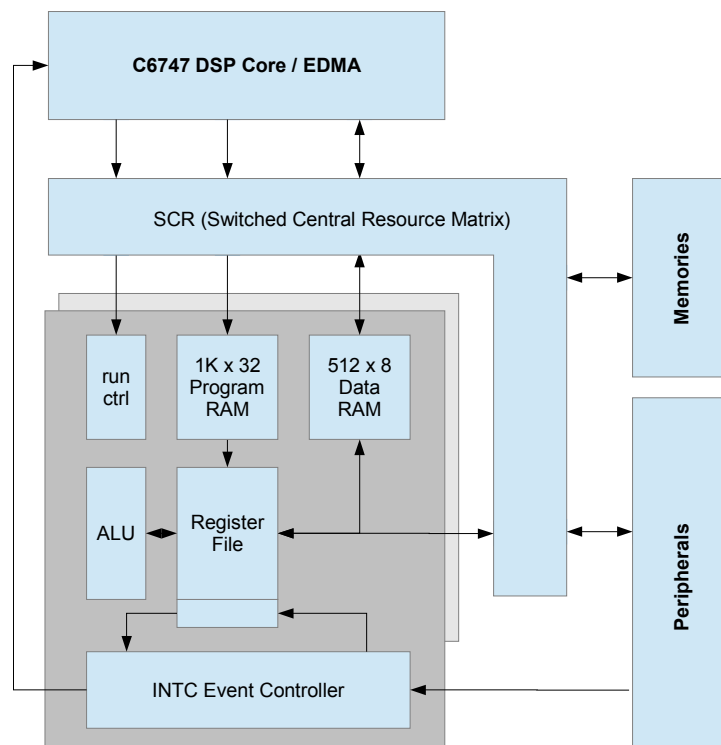 C6747 DSP Core / EDMA
SCR (Switched Central Resource Matrix)
Memories
run
ctrl
1K x 32
Program
RAM
512 x 8
Data
RAM
ALU
Register
File
Peripherals
INTC Event Controller